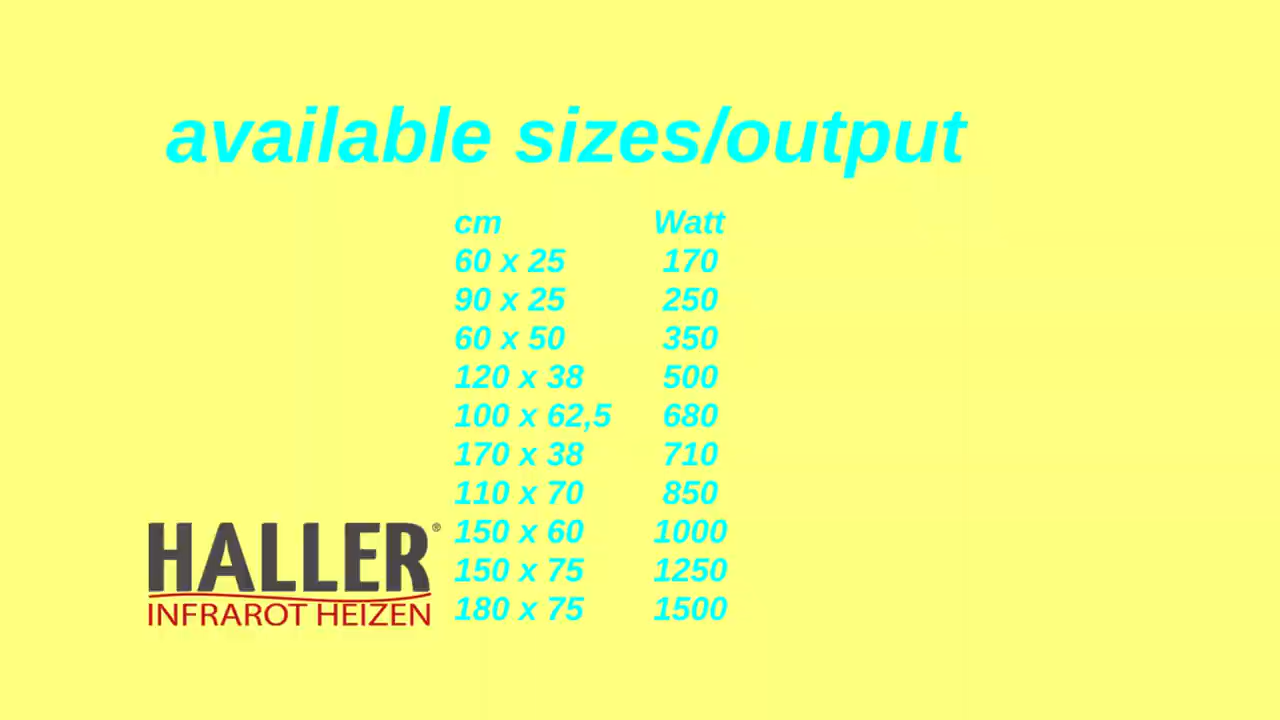 available sizes/output
cm Watt
60 x 25 170
90 x 25 250
60 x 50 350
120 x 38 500
100 x 62,5 680
170 x 38 710
110 x 70 850
150 x 60 1000
150 x 75 1250
180 x 75 1500
HALLER®
INFRAROT HEIZEN